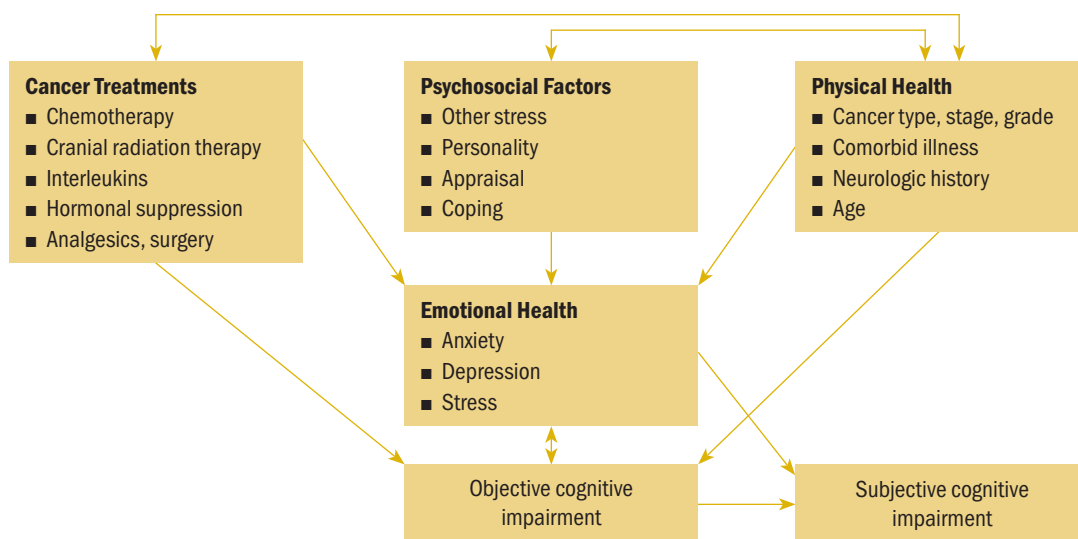 Cancer Treatments
■ Chemotherapy
■ Cranial radiation therapy
■ Interleukins
■ Hormonal suppression
■ Analgesics, surgery
Psychosocial Factors
■ Other stress
■ Personality
■ Appraisal
■ Coping
Physical Health
■ Cancer type, stage, grade
■ Comorbid illness
■ Neurologic history
■ Age
Emotional Health
■ Anxiety
■ Depression
■ Stress
Objective cognitive
impairment
Subjective cognitive
impairment